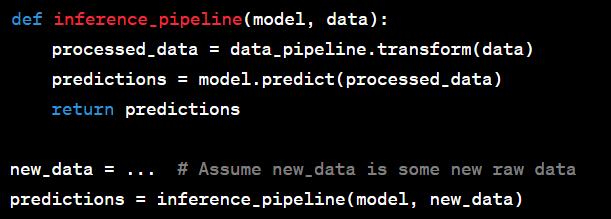 def inference_pipeline(model, data):
    processed_data = data_pipeline.transform(data)
    predictions = model.predict(processed_data)
    return predictions

new_data = ...  # Assume new_data is some new raw data
predictions = inference_pipeline(model, new_data)